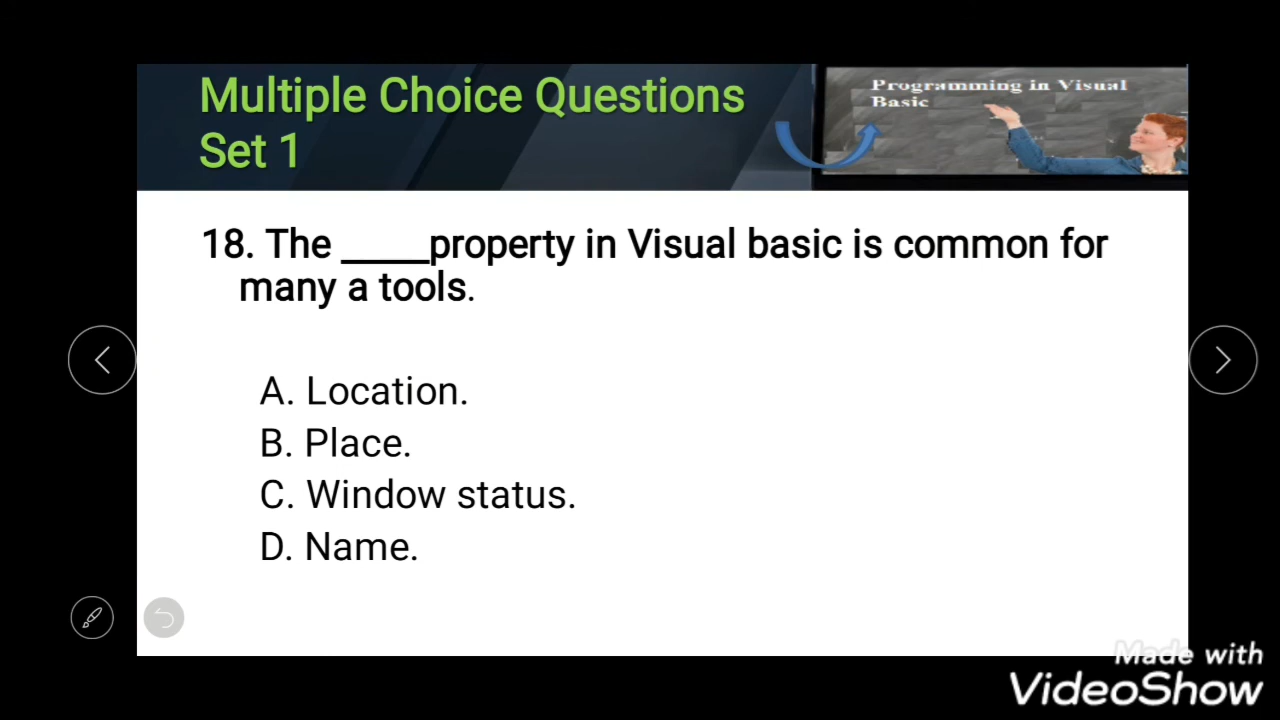 Multiple Choice Questions
Set 1
Programming in Visual
Basic
18. The _____property in Visual basic is common for
many a tools.
A. Location.
B. Place.
C. Window status.
D. Name.
Made with
VideoShow